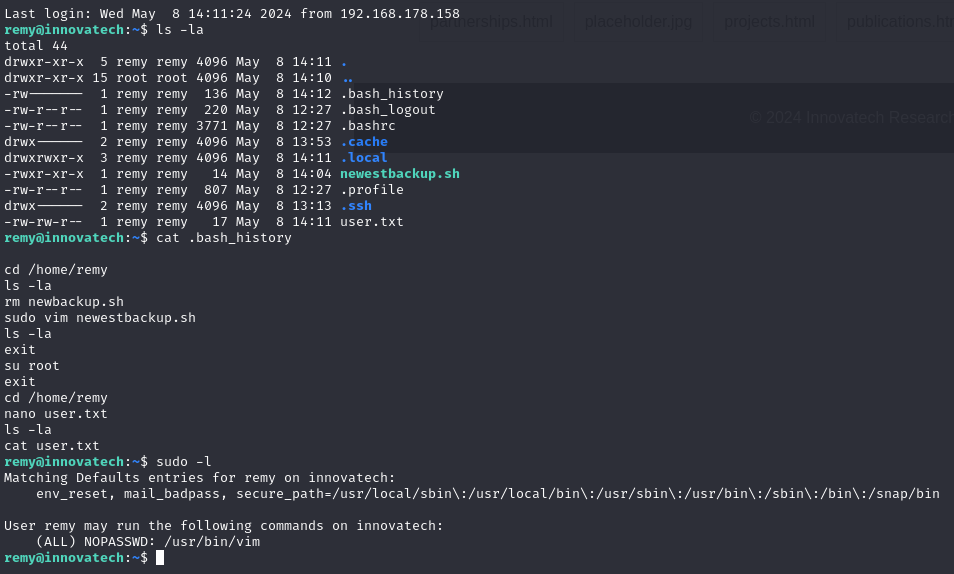 partnerships.html placeholder.jpg projects.html
Last login: Wed May  8 14:11:24 2024 from 192.168.178.158
remy@innovatech:~$ ls -la
total 44
drwxr-xr-x  5 remy remy 4096 May  8 14:11 .
drwxr-xr-x 15 root root 4096 May  8 14:10 ..
-rw-------  1 remy remy  136 May  8 14:12 .bash_history
-rw-r--r--  1 remy remy  220 May  8 12:27 .bash_logout
-rw-r--r--  1 remy remy 3771 May  8 12:27 .bashrc
drwx------  2 remy remy 4096 May  8 13:53 .cache
© 2024 Innovatech Research
drwxrwxr-x  3 remy remy 4096 May  8 14:11 .local
-rwxr-xr-x  1 remy remy   14 May  8 14:04 newestbackup.sh
-rw-r--r--  1 remy remy  807 May  8 12:27 .profile
drwx------  2 remy remy 4096 May  8 13:13 .ssh
-rw-rw-r--  1 remy remy   17 May  8 14:11 user.txt
remy@innovatech:~$ cat .bash_history
cd /home/remy
ls -la
rm newbackup.sh
sudo vim newestbackup.sh
ls -la
exit
su root
exit
cd /home/remy
nano user.txt
ls -la
cat user.txt
remy@innovatech:~$ sudo -l
Matching Defaults entries for remy on innovatech:
    env_reset, mail_badpass, secure_path=/usr/local/sbin\:/usr/local/bin\:/usr/sbin\:/usr/bin\:/sbin\:/bin\:/snap/bin
User remy may run the following commands on innovatech:
    (ALL) NOPASSWD: /usr/bin/vim
remy@innovatech:~$